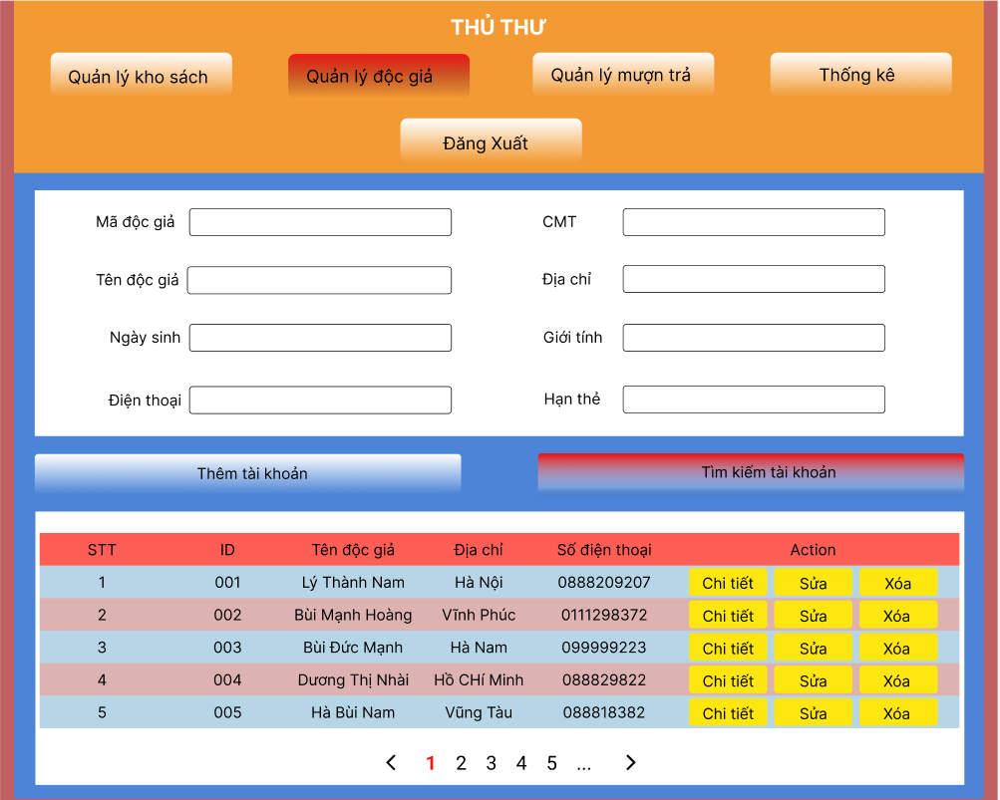 THỦ THƯ
Quản lý kho sách Quản lý độc giả Quản lý mượn trả Thống kê
Đăng Xuất
Mã độc giả CMT
Tên độc giả Địa chỉ
Ngày sinh Giới tính
Điện thoại Hạn thẻ
Thêm tài khoản Tìm kiếm tài khoản
STT ID Tên độc giả Địa chỉ Số điện thoại Action
1 001 Lý Thành Nam Hà Nội 0888209207 Chi tiết Sửa Xóa
2 002 Bùi Mạnh Hoàng Vĩnh Phúc 0111298372 Chi tiết Sửa Xóa
3 003 Bùi Đức Mạnh Hà Nam 099999223 Chi tiết Sửa Xóa
4 004 Dương Thị Nhài Hồ CHí Minh 088829822 Chi tiết Sửa Xóa
5 005 Hà Bùi Nam Vũng Tàu 088818382 Chi tiết Sửa Xóa
< 1 2 3 4 5 ... >